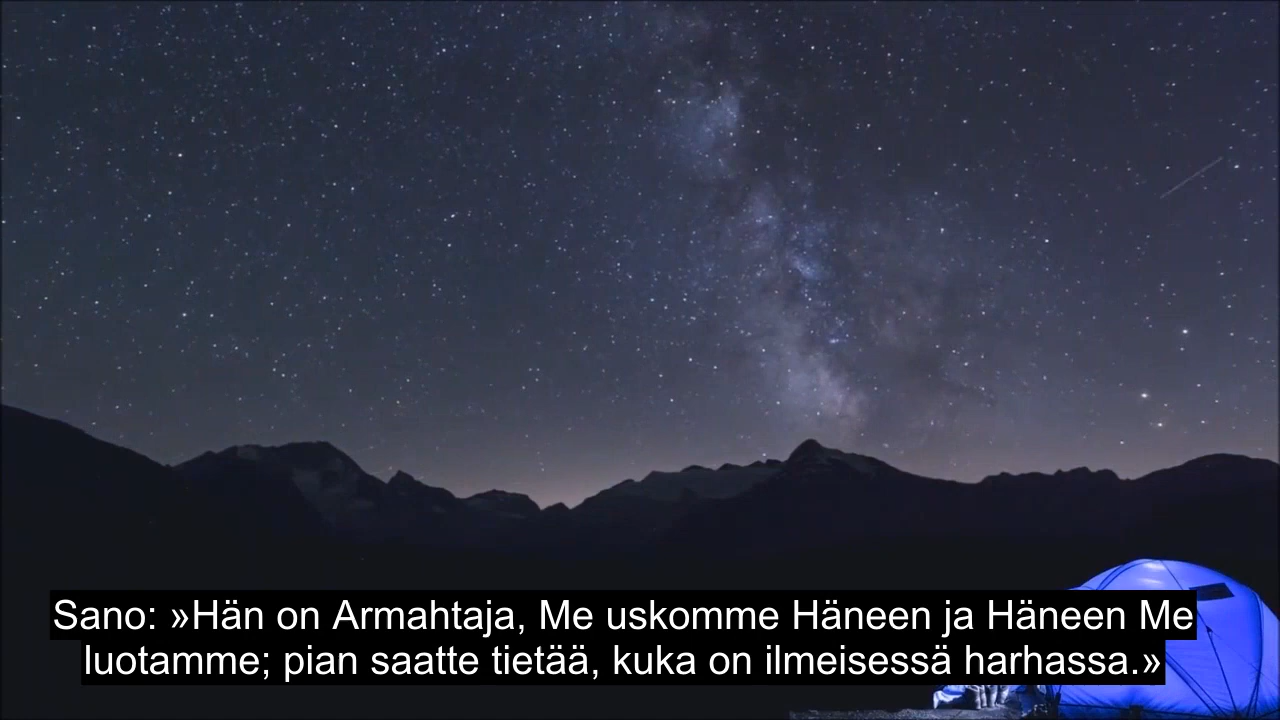 Sano: »Hän on Armahtaja, Me uskomme Häneen ja Häneen Me
luotamme; pian saatte tietää, kuka on ilmeisessä harhassa.»